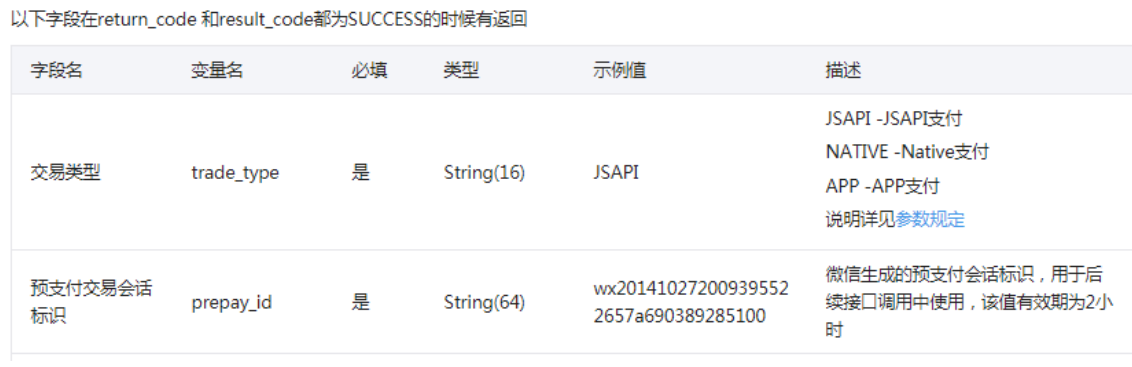 以下字段在return_code 和result_code都为SUCCESS的时候有返回
字段名 变量名 必填 类型 示例值 描述
交易类型 trade_type 是 String(16) JSAPI
JSAPI -JSAPI支付
NATIVE -Native支付
APP -APP支付
说明详见参数规定
预支付交易会话
标识
prepay_id 是 String(64)
wx20141027200939552
2657a690389285100
微信生成的预支付会话标识，用于后
续接口调用中使用，该值有效期为2小
时